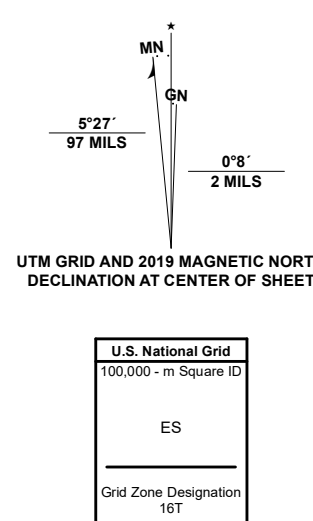 ★
MN
GN
5°27´
97 MILS
0°8´
2 MILS
UTM GRID AND 2019 MAGNETIC NORT
DECLINATION AT CENTER OF SHEET
U.S. National Grid
100,000 - m Square ID
ES
Grid Zone Designation
16T